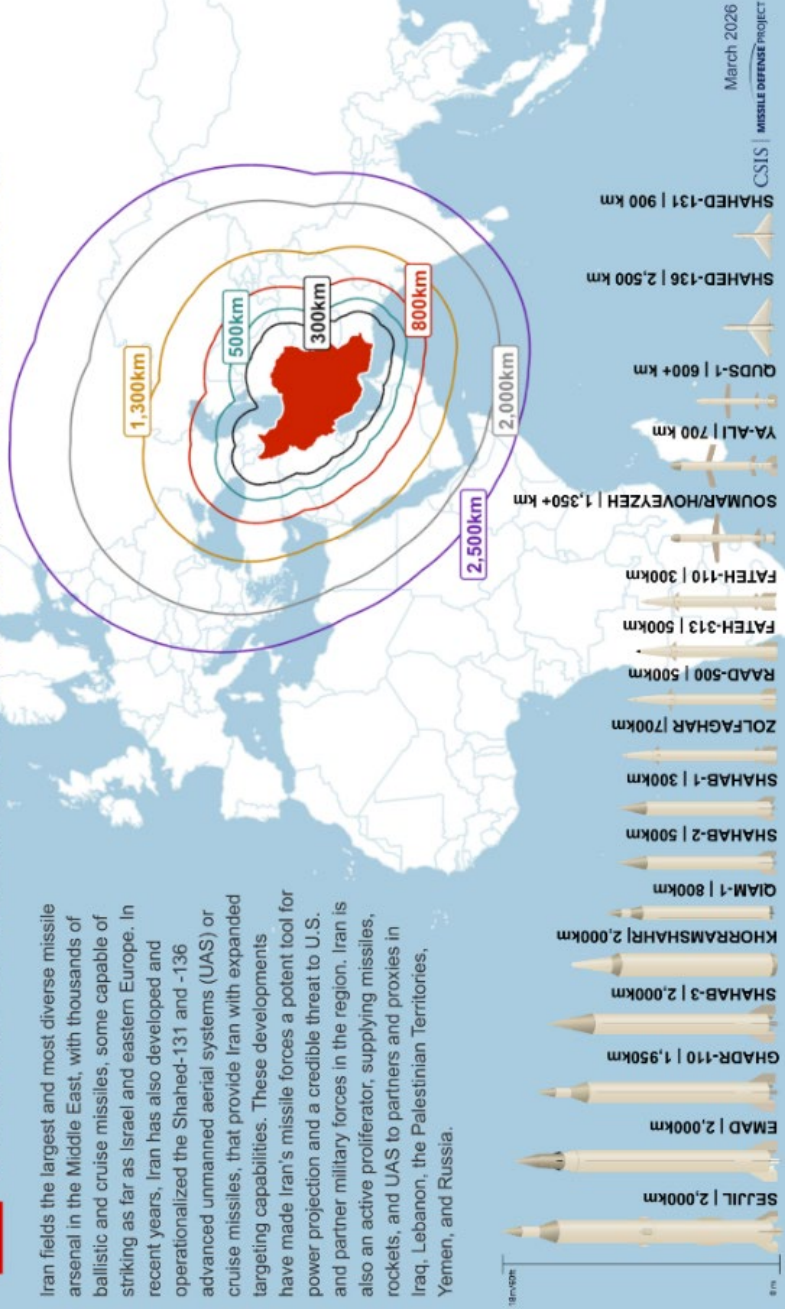 Iran fields the largest and most diverse missile
arsenal in the Middle East, with thousands of
ballistic and cruise missiles, some capable of
striking as far as Israel and eastern Europe. In
recent years, Iran has also developed and
operationalized the Shahed-131 and -136
advanced unmanned aerial systems (UAS) or
cruise missiles, that provide Iran with expanded
targeting capabilities. These developments
have made Iran's missile forces a potent tool for
power projection and a credible threat to U.S.
and partner military forces in the region. Iran is
also an active proliferator, supplying missiles,
rockets, and UAS to partners and proxies in
Iraq, Lebanon, the Palestinian Territories,
Yemen, and Russia.
1,300km
500km
300km
800km
2,000km
2,500km
18m/60ft
0 m
SEJJIL | 2,000km
EMAD | 2,000km
GHADR-110 | 1,950km
SHAHAB-3 | 2,000km
KHORRAMSHAHR| 2,000km
QIAM-1 | 800km
SHAHAB-2 | 500km
SHAHAB-1 | 300km
ZOLFAGHAR |700km
RAAD-500 | 500km
FATEH-313 | 500km
FATEH-110 | 300km
SOUMAR/HOVEYZEH | 1,350+ km
YA-ALI | 700 km
QUDS-1 | 600+ km
SHAHED-136 | 2,500 km
SHAHED-131 | 900 km
March 2026
CSIS | MISSILE DEFENSE PROJECT